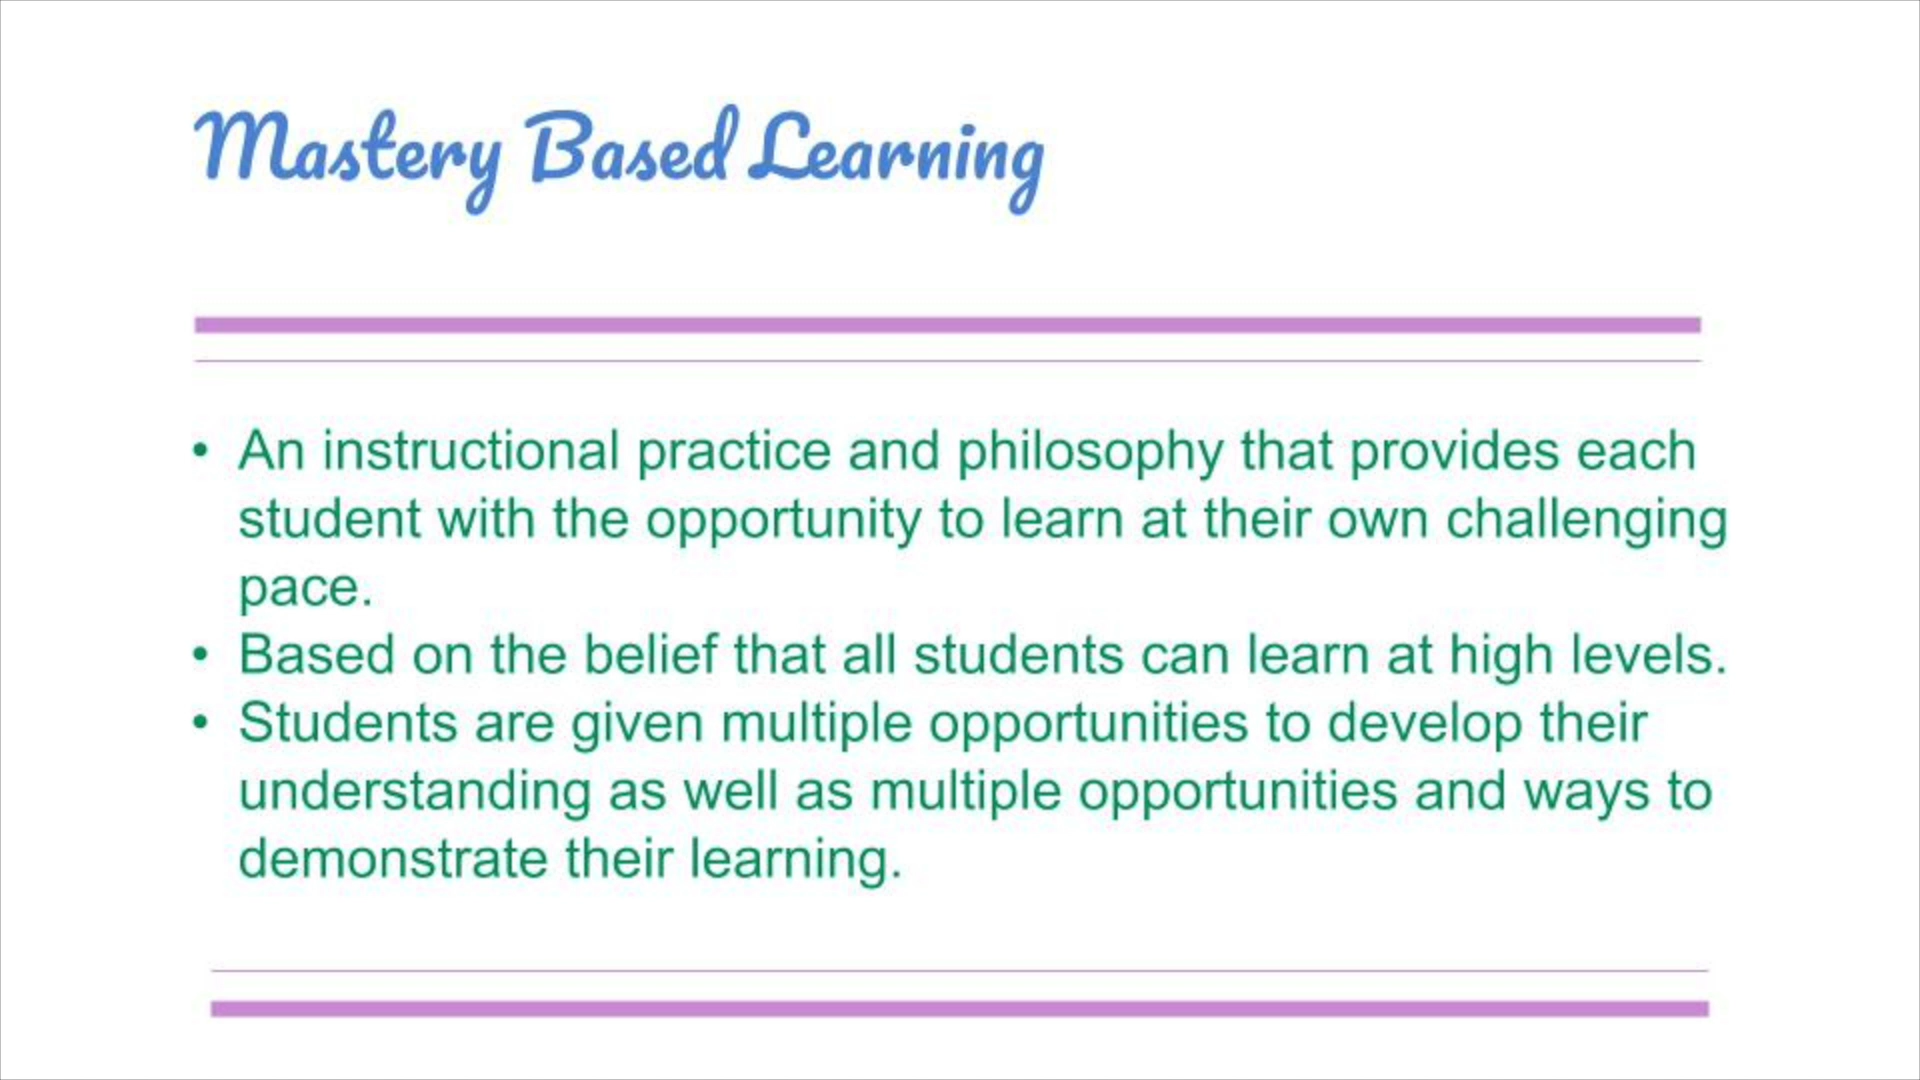 Mastery Based Learning
• An instructional practice and philosophy that provides each
student with the opportunity to learn at their own challenging
pace.
• Based on the belief that all students can learn at high levels.
• Students are given multiple opportunities to develop their
understanding as well as multiple opportunities and ways to
demonstrate their learning.